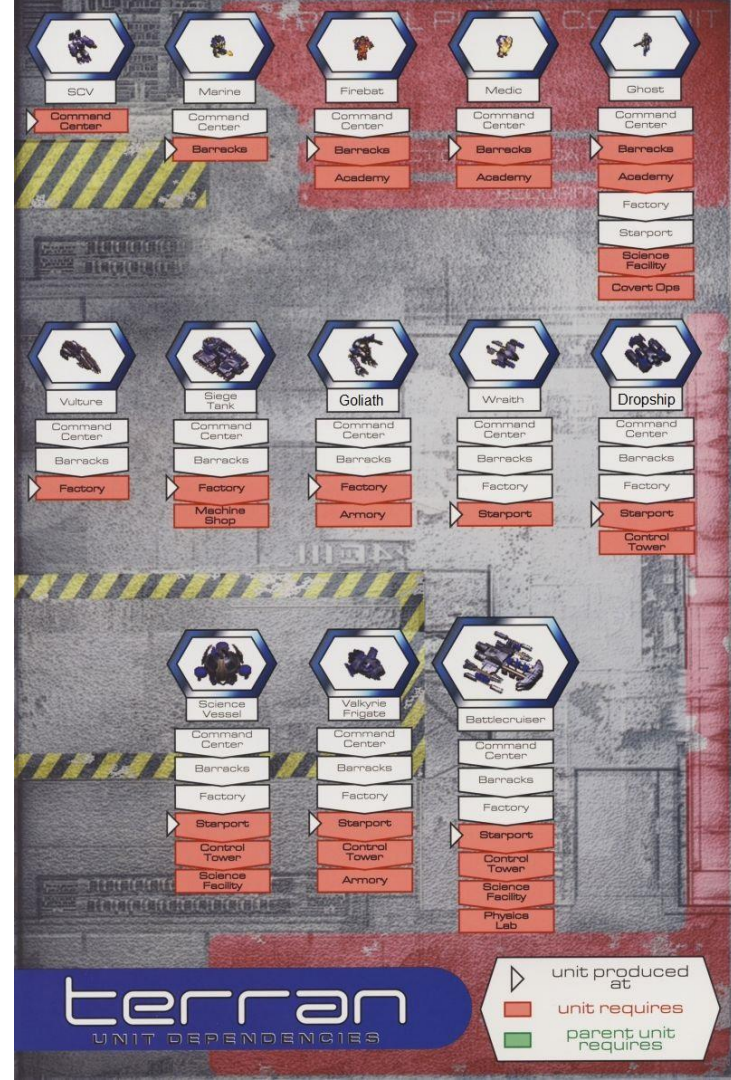 SCV
Command
Center
Marine
Command
Center
Barracks
Firebat
Command
Center
Barracks
Academy
Medic
Command
Center
Barracks
Academy
Ghost
Command
Center
Barracks
Academy
Factory
Starport
Science
Facility
Covert Ops
Vulture
Command
Center
Barracks
Factory
Siege
Tank
Command
Center
Barracks
Factory
Machine
Shop
Goliath
Command
Center
Barracks
Factory
Armory
Wraith
Command
Center
Barracks
Factory
Starport
Dropship
Command
Center
Barracks
Factory
Starport
Control
Tower
Science
Vessel
Command
Center
Barracks
Factory
Starport
Control
Tower
Science
Facility
Valkyrie
Frigate
Command
Center
Barracks
Factory
Starport
Control
Tower
Armory
Battlecruiser
Command
Center
Barracks
Factory
Starport
Control
Tower
Science
Facility
Physics
Lab
terran
UNIT DEPENDENCIES
unit produced
at
unit requires
parent unit
requires